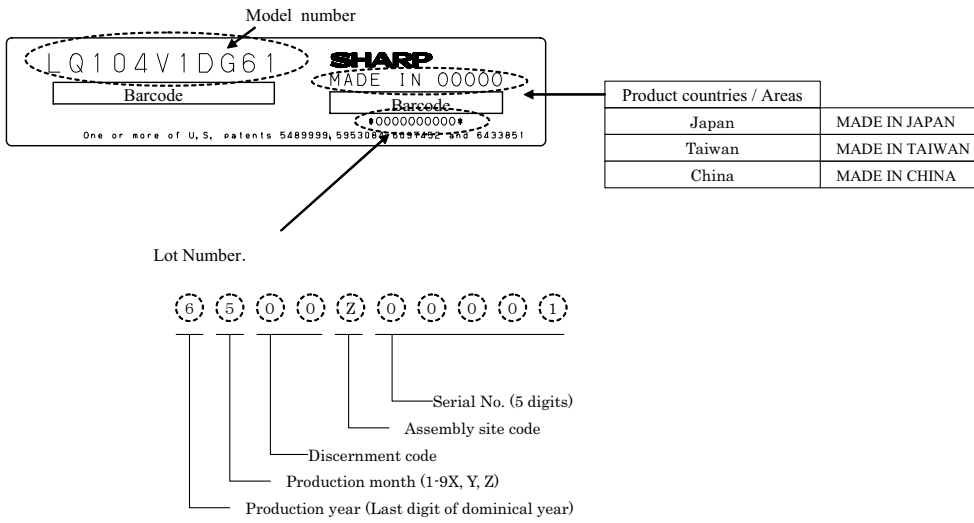 Model number
LQ104V1DG61
SHARP
MADE IN 00000
Barcode
Barcode
*0000000000*
One or more of U,S, patents 5489999, and 6433851
Product countries / Areas
Japan MADE IN JAPAN
Taiwan MADE IN TAIWAN
China MADE IN CHINA
Lot Number.
6 5 0 0 Z 0 0 0 0 1
Serial No. (5 digits)
Assembly site code
Discernment code
Production month (1-9X, Y, Z)
Production year (Last digit of dominical year)